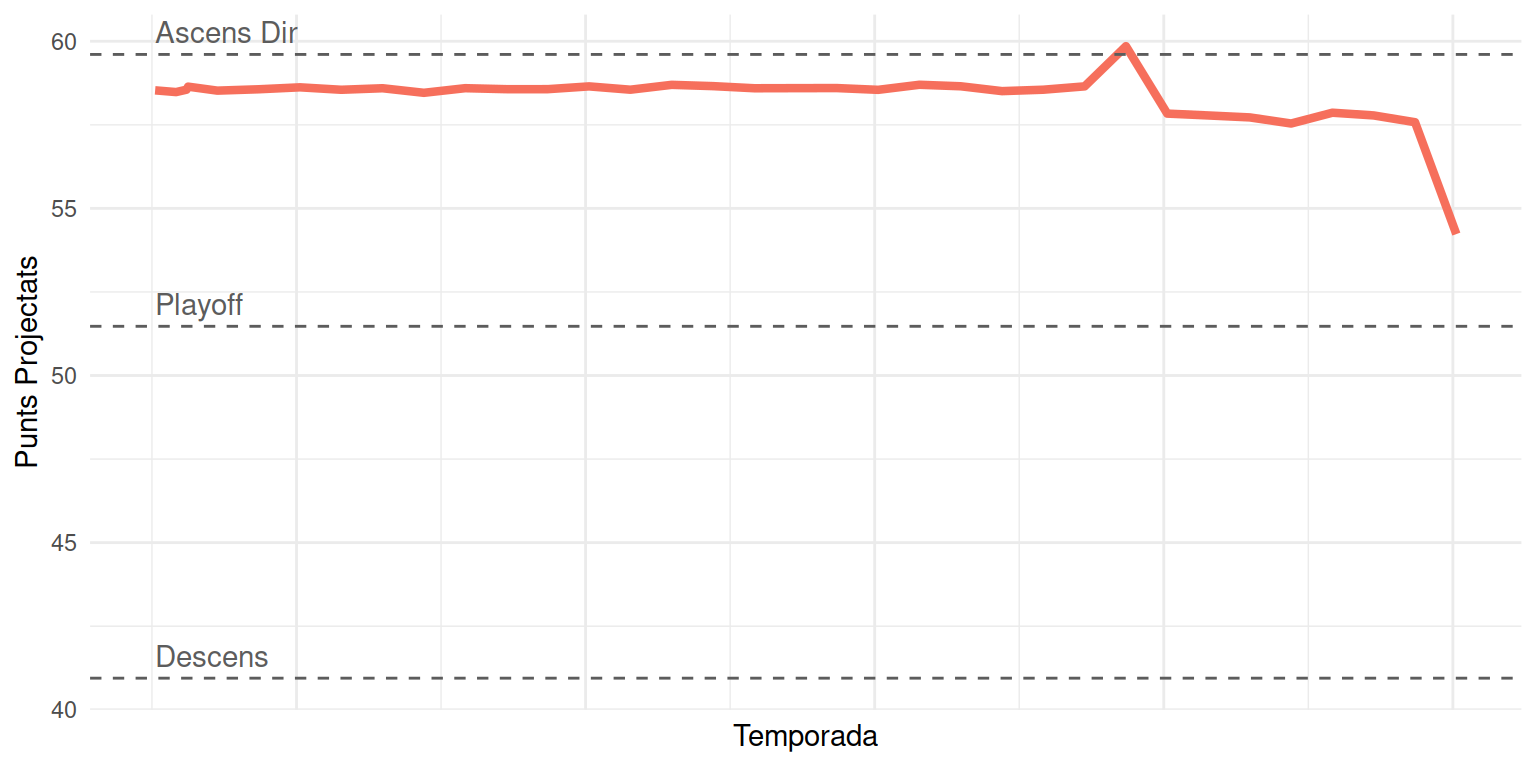 Ascens Dir
60
55
Playoff
50
45
Descens
40
Punts Projectats
Temporada